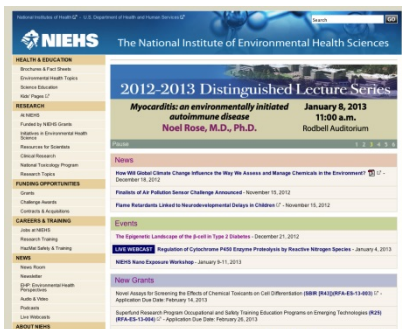 National Institutes of Health · U.S. Department of Health and Human Services
Search
GO
NIEHS
The National Institute of Environmental Health Sciences
HEALTH & EDUCATION
Brochures & Fact Sheets
Environmental Health Topics
Science Education
Kids' Pages
RESEARCH
At NIEHS
Funded by NIEHS Grants
Initiatives in Environmental Health
Science
Resources for Scientists
Clinical Research
National Toxicology Program
Research Topics
FUNDING OPPORTUNITIES
Grants
Challenge Awards
Contracts & Acquisitions
CAREERS & TRAINING
Jobs at NIEHS
Research Training
HazMat Safety & Training
NEWS
News Room
Newsletter
EHP: Environmental Health
Perspectives
Audio & Video
Podcasts
Live Webcasts
ABOUT NIEHS
2012-2013 Distinguished Lecture Series
Myocarditis: an environmentally initiated
autoimmune disease
Noel Rose, M.D., Ph.D.
January 8, 2013
11:00 a.m.
Rodbell Auditorium
Pause
1 2 3 4 5 6
News
How Will Global Climate Change Influence the Way We Assess and Manage Chemicals in the Environment? -
December 18, 2012
Finalists of Air Pollution Sensor Challenge Announced - November 15, 2012
Flame Retardants Linked to Neurodevelopmental Delays in Children - November 15, 2012
Events
The Epigenetic Landscape of the β-cell in Type 2 Diabetes - December 21, 2012
LIVE WEBCAST Regulation of Cytochrome P450 Enzyme Proteolysis by Reactive Nitrogen Species - January 4, 2013
NIEHS Nano Exposure Workshop - January 9-11, 2013
New Grants
Novel Assays for Screening the Effects of Chemical Toxicants on Cell Differentiation (SBIR [R43])(RFA-ES-13-003) -
Application Due Date: February 14, 2013
Superfund Research Program Occupational and Safety Training Education Programs on Emerging Technologies (R25)
(RFA-ES-13-004) - Application Due Date: February 26, 2013